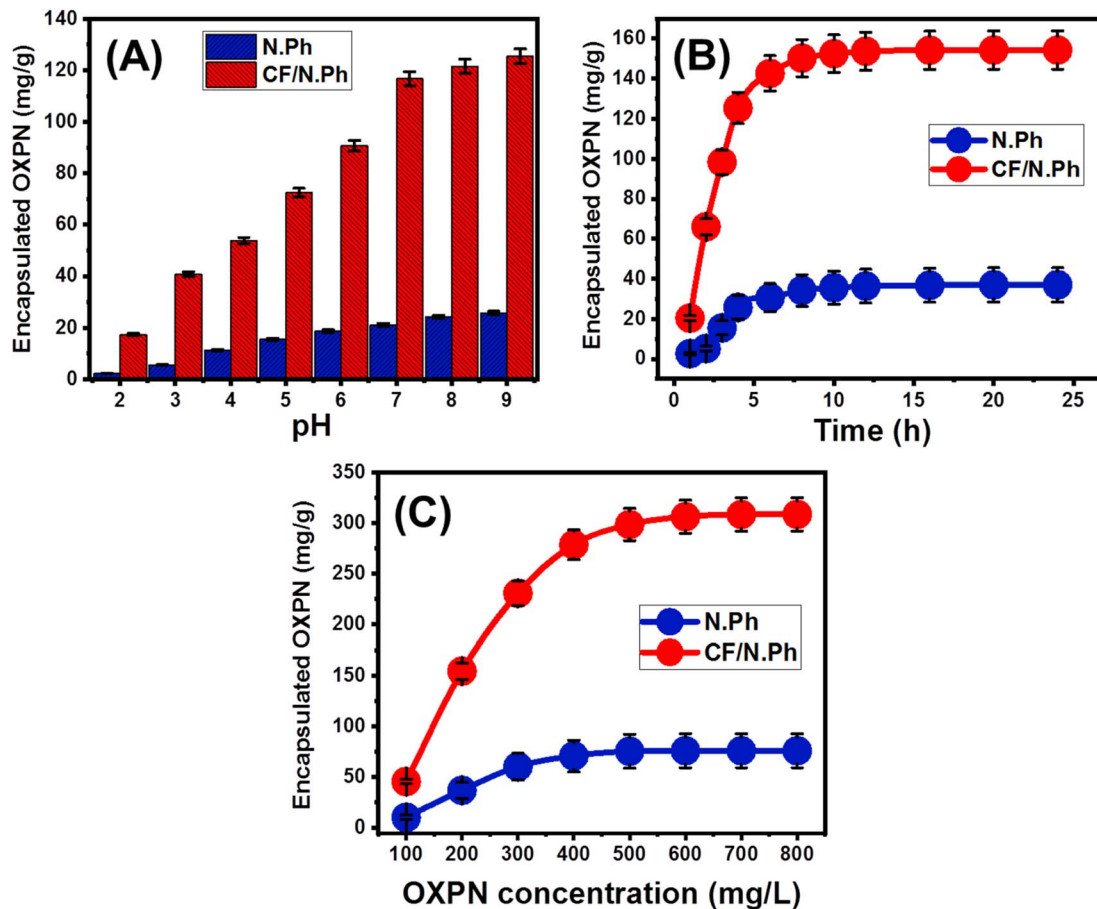 (A)
N.Ph
CF/N.Ph
Encapsulated OXPN (mg/g)
140
120
100
80
60
40
20
0
2 3 4 5 6 7 8 9
pH
(B)
N.Ph
CF/N.Ph
Encapsulated OXPN (mg/g)
160
140
120
100
80
60
40
20
0
0 5 10 15 20 25
Time (h)
(C)
N.Ph
CF/N.Ph
Encapsulated OXPN (mg/g)
350
300
250
200
150
100
50
0
100 200 300 400 500 600 700 800
OXPN concentration (mg/L)